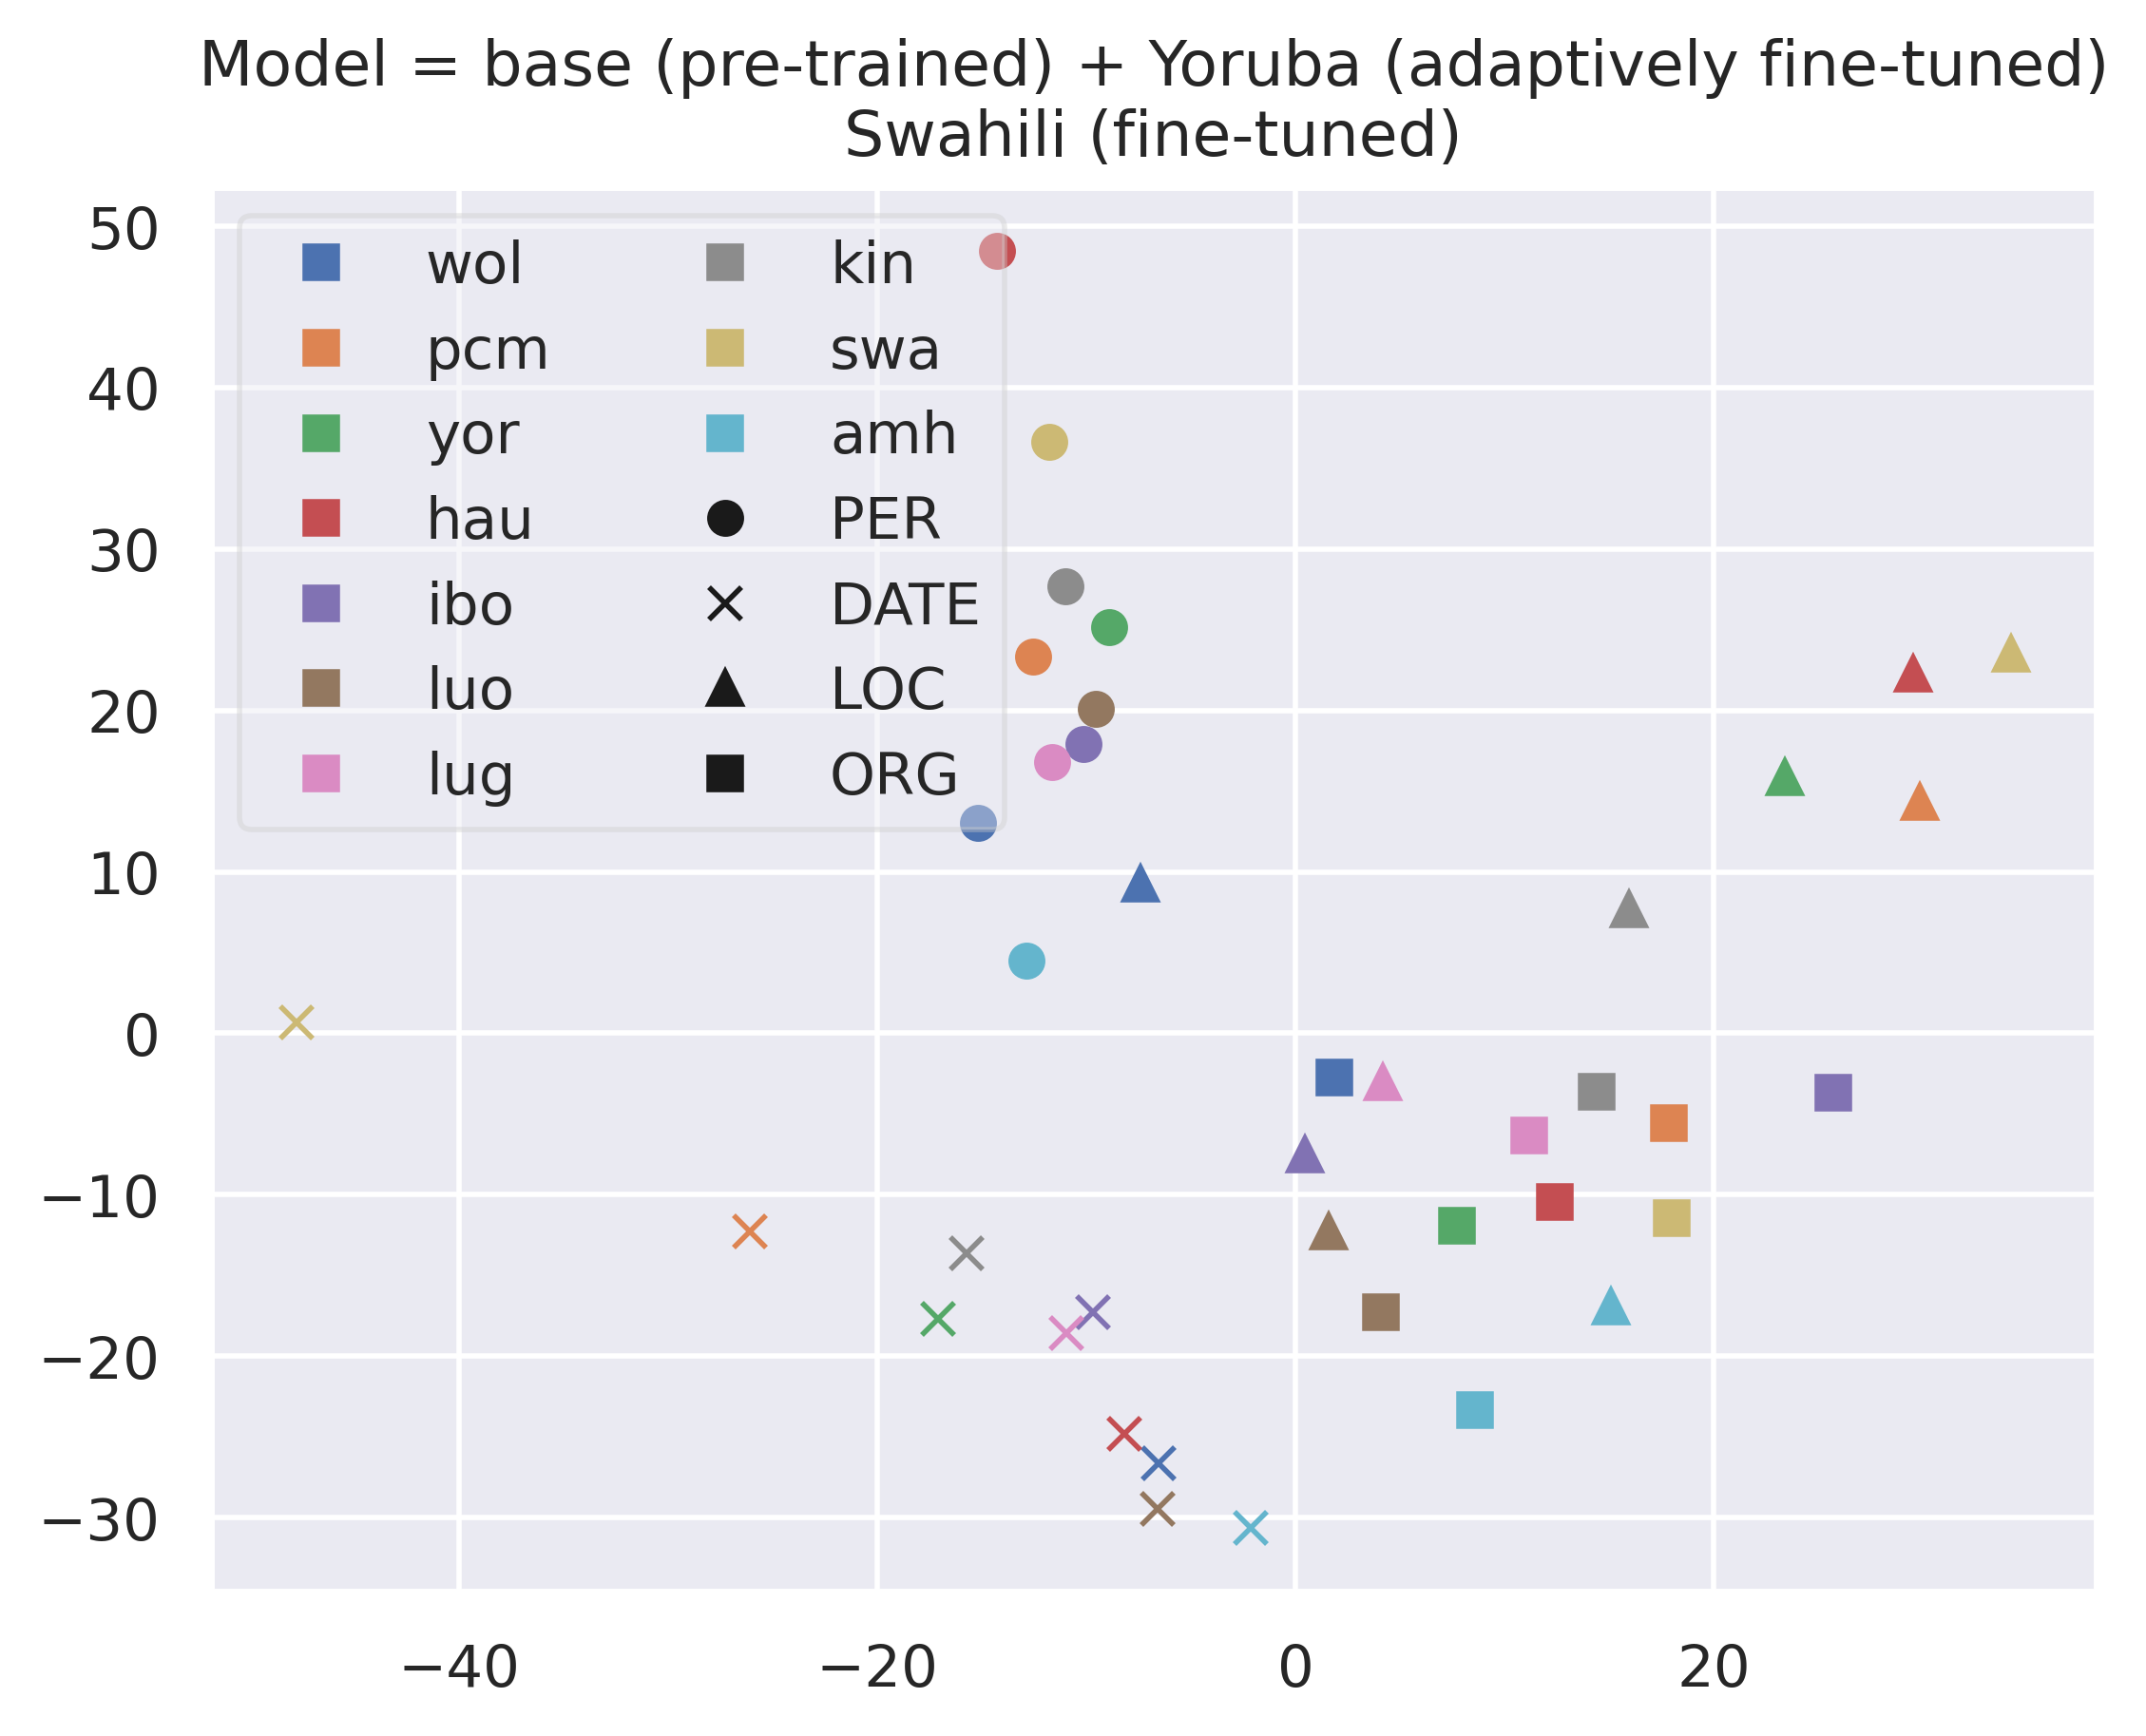 Model = base (pre-trained) + Yoruba (adaptively fine-tuned)
Swahili (fine-tuned)
50
40
30
20
10
0
−10
−20
−30
wol
pcm
yor
hau
ibo
luo
lug
kin
swa
amh
PER
DATE
LOC
ORG
−40
−20
0
20